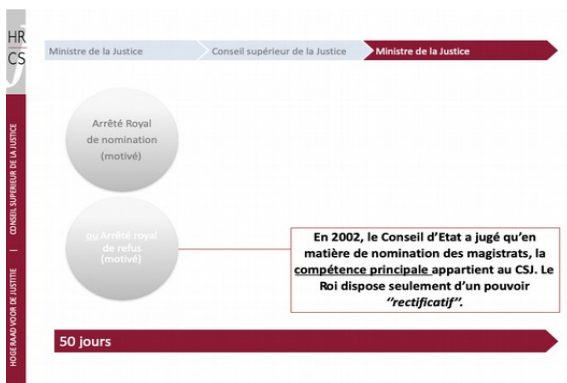 HR
CS
HOGE RAAD VOOR DE JUSTITIE | CONSEIL SUPERIEUR DE LA JUSTICE
Ministre de la Justice
Conseil supérieur de la Justice
Ministre de la Justice
Arrêté Royal
de nomination
(motivé)
ou Arrêté royal
de refus
(motivé)
En 2002, le Conseil d’Etat a jugé qu’en
matière de nomination des magistrats, la
compétence principale appartient au CSJ. Le
Roi dispose seulement d’un pouvoir
‘‘rectificatif’’.
50 jours